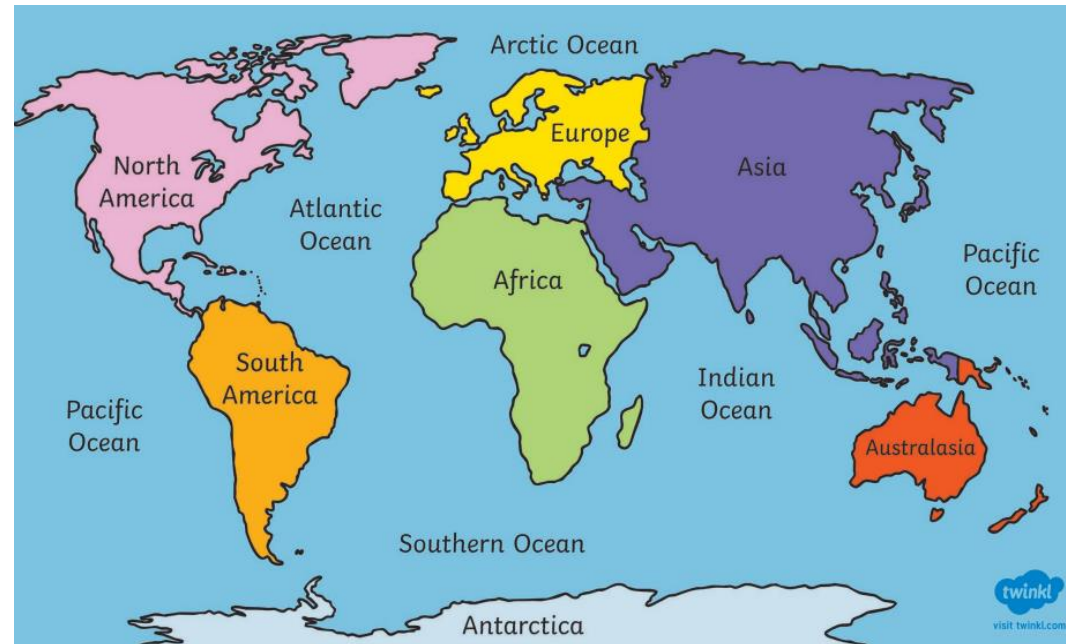 Arctic Ocean
Europe
North
America
Asia
Atlantic
Ocean
Pacific
Ocean
Africa
South
America
Indian
Ocean
Pacific
Ocean
Australasia
Southern Ocean
twinkl
visit twinkl.com
Antarctica